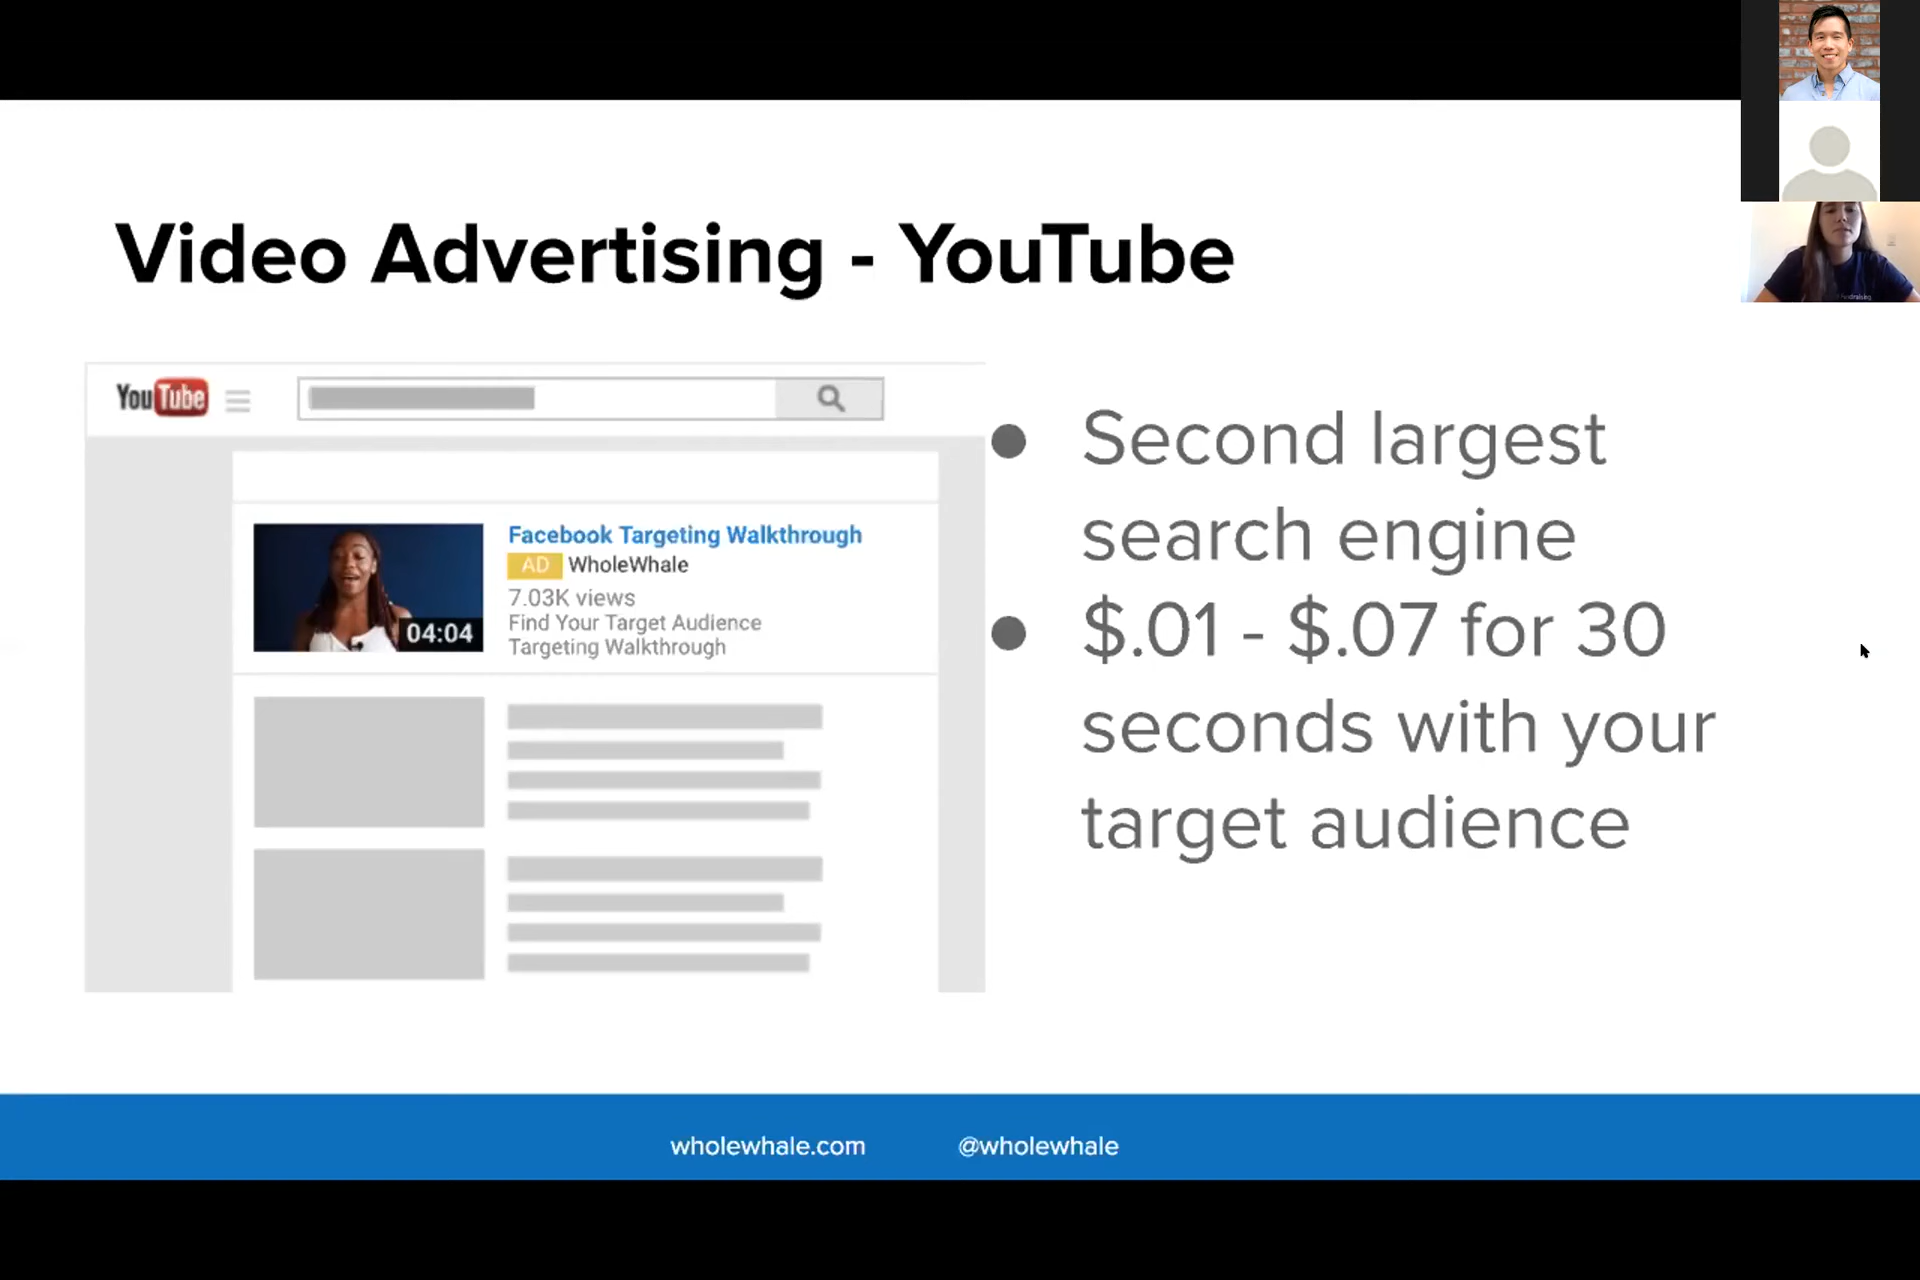 Video Advertising - YouTube
YouTube
Facebook Targeting Walkthrough
AD WholeWhale
7.03K views
Find Your Target Audience
Targeting Walkthrough
04:04
● Second largest
search engine
● $.01 - $.07 for 30
seconds with your
target audience
wholewhale.com @wholewhale